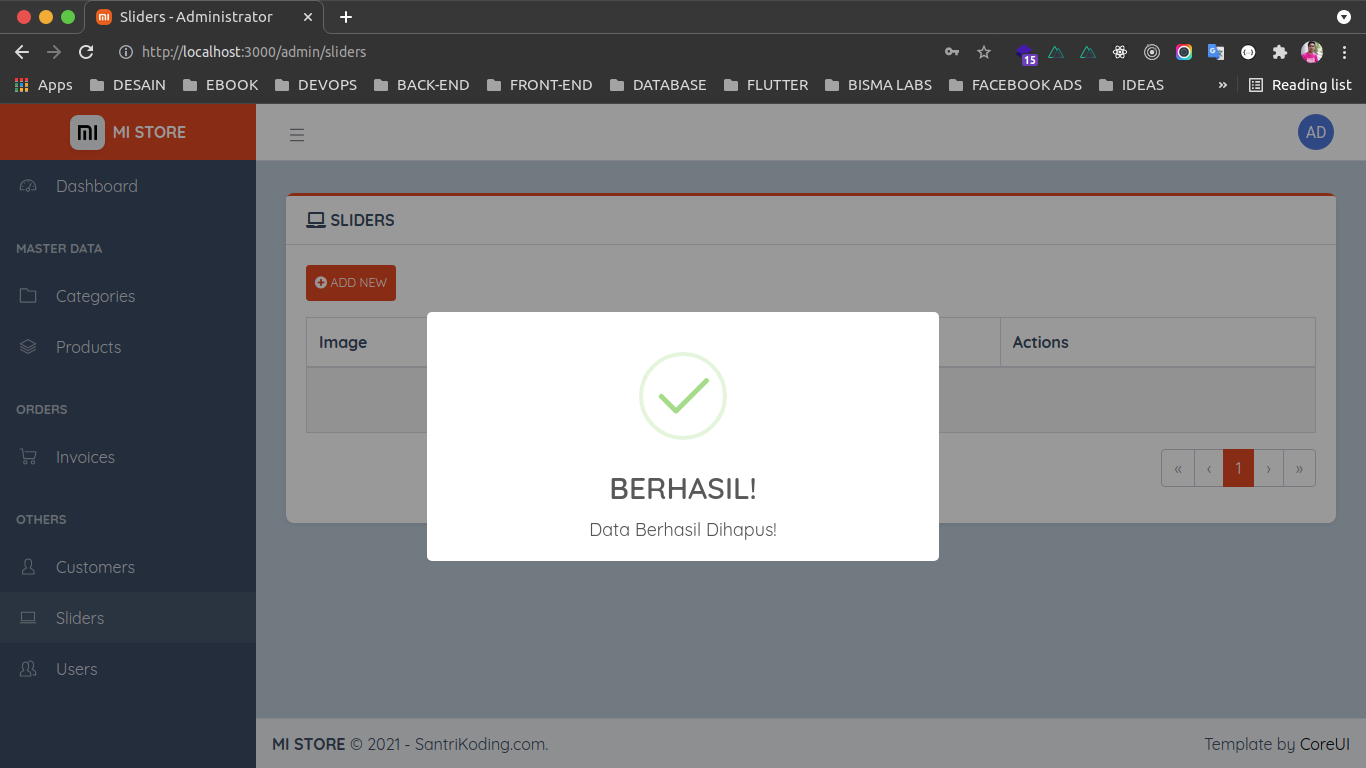 Sliders - Administrator
http://localhost:3000/admin/sliders
15
Apps DESAIN EBOOK DEVOPS BACK-END FRONT-END DATABASE FLUTTER BISMA LABS FACEBOOK ADS IDEAS » Reading list
MI STORE
AD
Dashboard
MASTER DATA
Categories
Products
ORDERS
Invoices
OTHERS
Customers
Sliders
Users
SLIDERS
ADD NEW
Image Actions
« ‹ 1 › »
BERHASIL!
Data Berhasil Dihapus!
MI STORE © 2021 - SantriKoding.com. Template by CoreUI